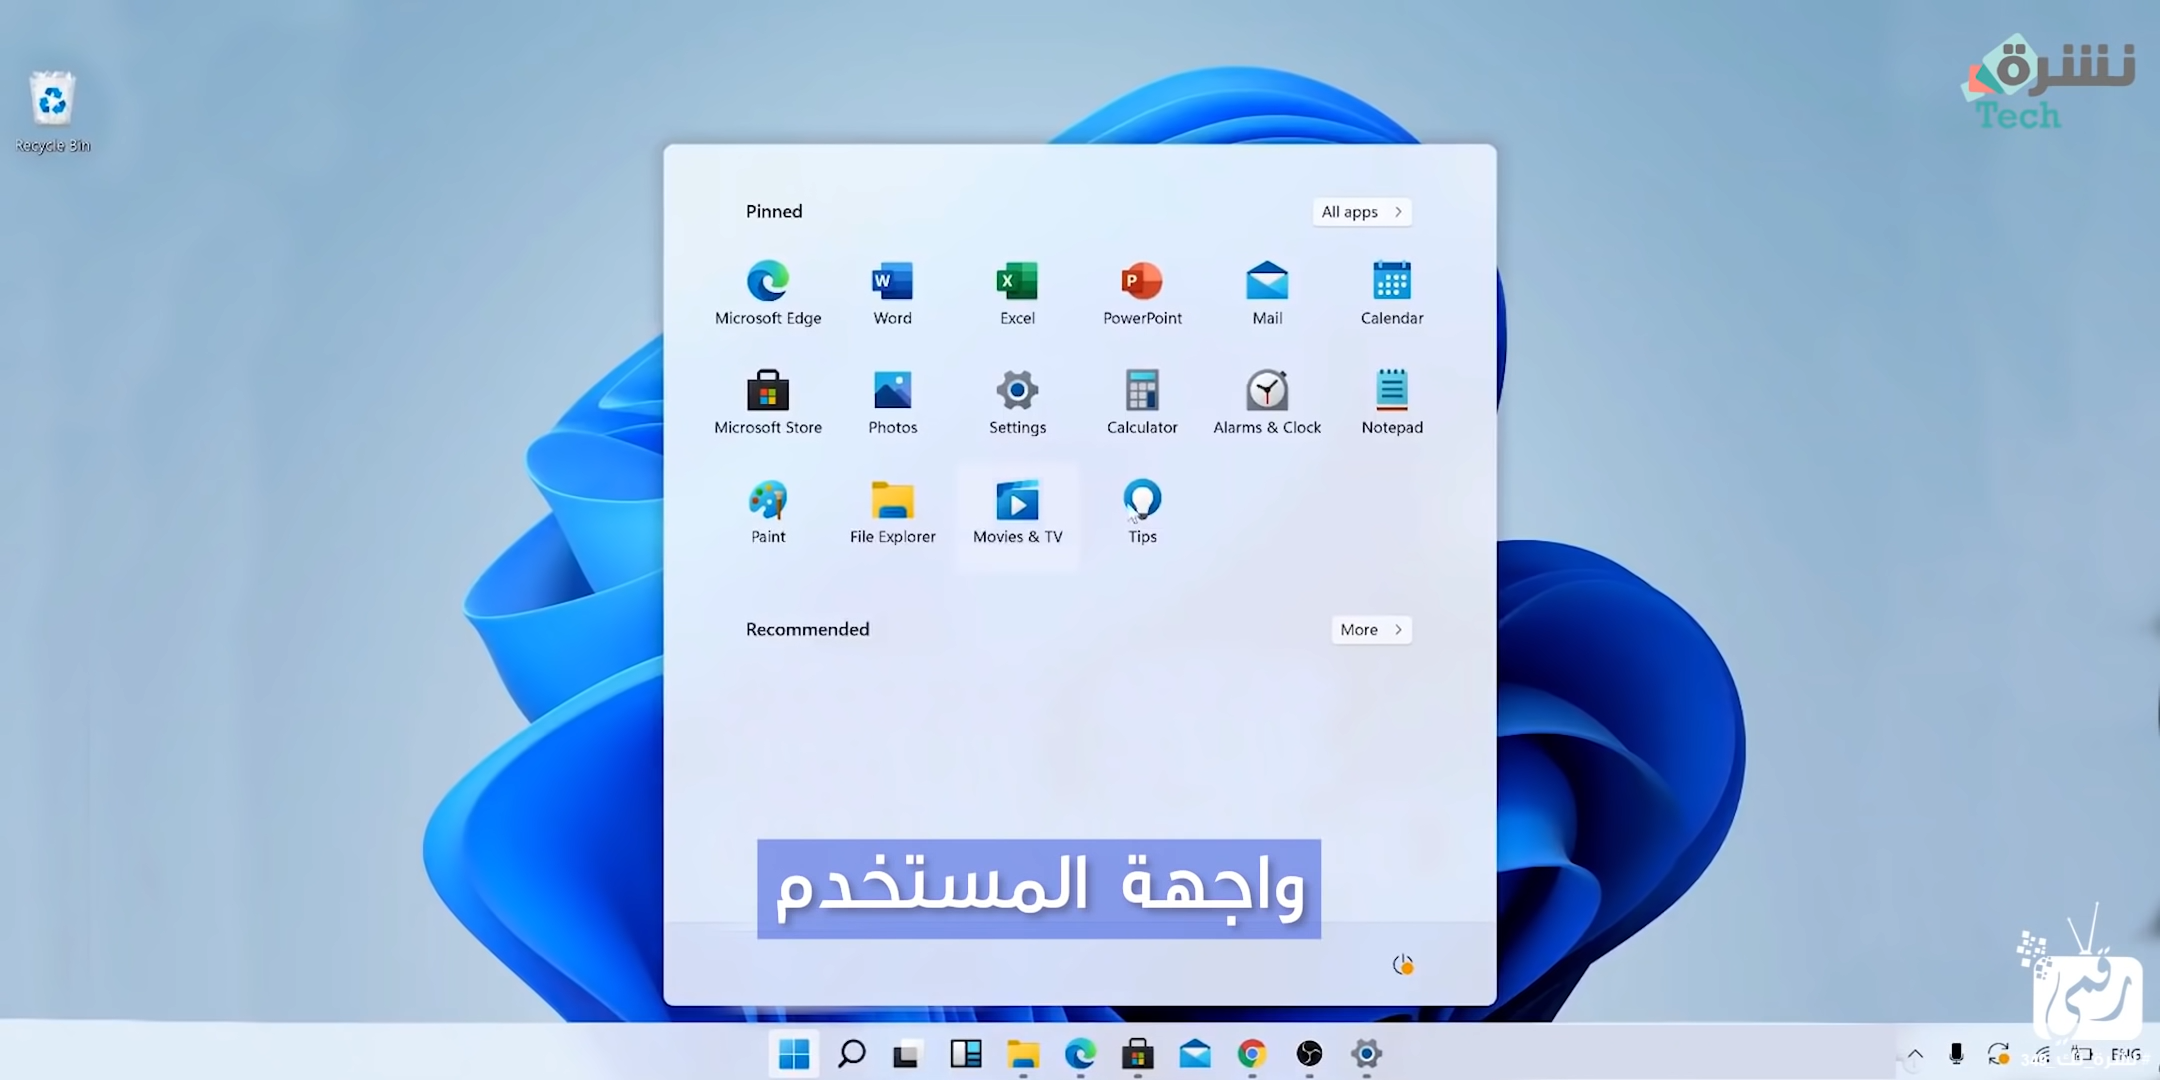 نشرة
Tech
Recycle Bin
Pinned
All apps
Microsoft Edge
Word
Excel
PowerPoint
Mail
Calendar
Microsoft Store
Photos
Settings
Calculator
Alarms & Clock
Notepad
Paint
File Explorer
Movies & TV
Tips
Recommended
More
واجهة المستخدم
رقمي
ENG